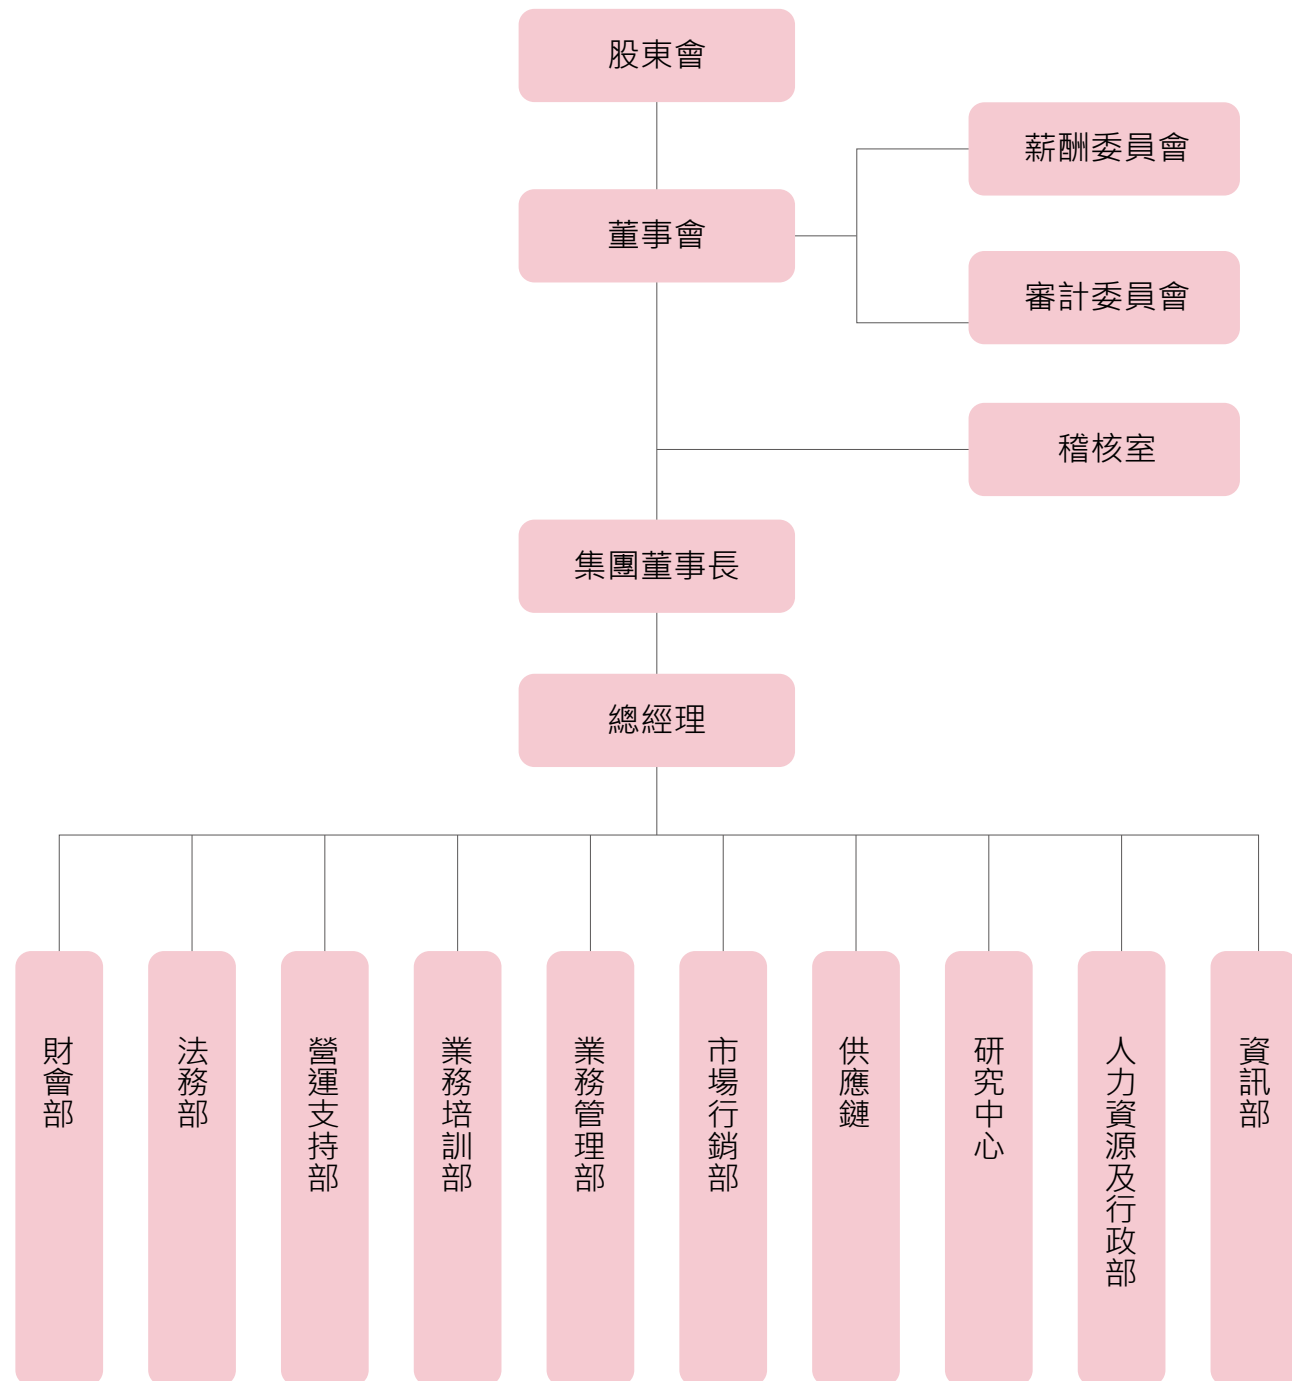 股東會
薪酬委員會
董事會
審計委員會
稽核室
集團董事長
總經理
財會部
法務部
營運支持部
業務培訓部
業務管理部
市場行銷部
供應鏈
研究中心
人力資源及行政部
資訊部